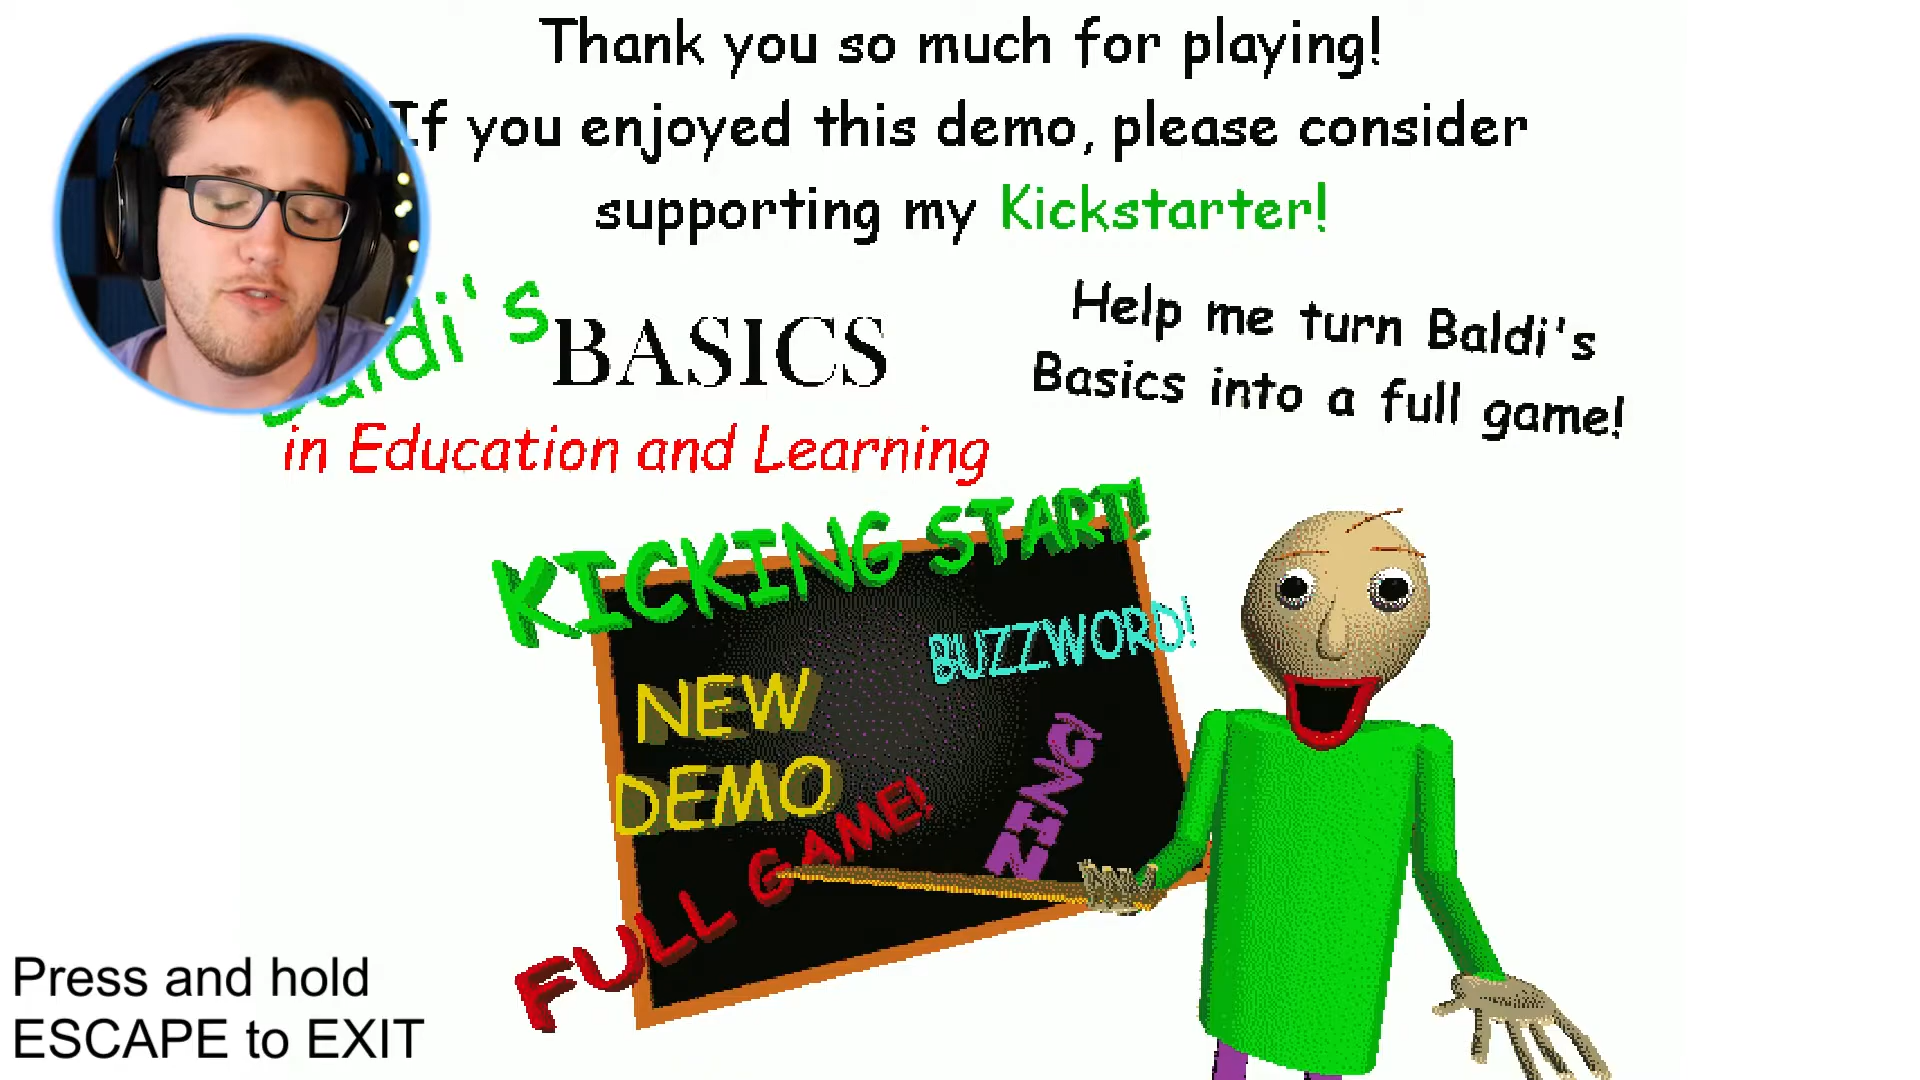 Thank you so much for playing!
If you enjoyed this demo, please consider
supporting my Kickstarter!
Baldi's BASICS
in Education and Learning
Help me turn Baldi's
Basics into a full game!
KICKING START!
BUZZWORD!
NEW
DEMO
ZING!
FULL GAME!
Press and hold
ESCAPE to EXIT